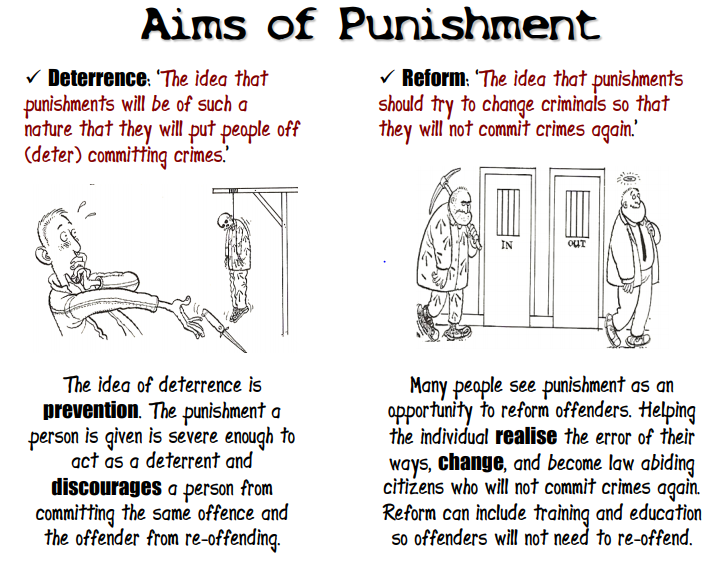 Aims of Punishment
✓ Deterrence: 'The idea that
punishments will be of such a
nature that they will put people off
(deter) committing crimes.'
✓ Reform: 'The idea that punishments
should try to change criminals so that
they will not commit crimes again.'
IN
OUT
The idea of deterrence is
prevention. The punishment a
person is given is severe enough to
act as a deterrent and
discourages a person from
committing the same offence and
the offender from re-offending.
Many people see punishment as an
opportunity to reform offenders. Helping
the individual realise the error of their
ways, change, and become law abiding
citizens who will not commit crimes again.
Reform can include training and education
so offenders will not need to re-offend.